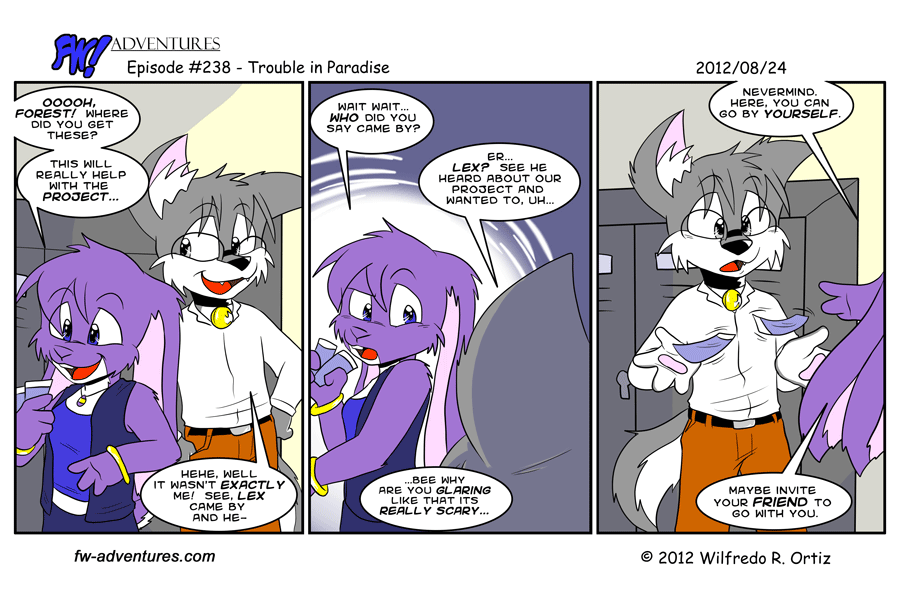 FW! ADVENTURES
Episode #238 - Trouble in Paradise
2012/08/24
OOOOH,
FOREST! WHERE
DID YOU GET
THESE?
THIS WILL
REALLY HELP
WITH THE
PROJECT...
HEHE, WELL
IT WASN'T EXACTLY
ME! SEE, LEX
CAME BY
AND HE-
WAIT WAIT...
WHO DID YOU
SAY CAME BY?
ER...
LEX? SEE HE
HEARD ABOUT OUR
PROJECT AND
WANTED TO, UH...
...BEE WHY
ARE YOU GLARING
LIKE THAT ITS
REALLY SCARY...
NEVERMIND.
HERE, YOU CAN
GO BY YOURSELF.
MAYBE INVITE
YOUR FRIEND TO
GO WITH YOU.
fw-adventures.com
© 2012 Wilfredo R. Ortiz